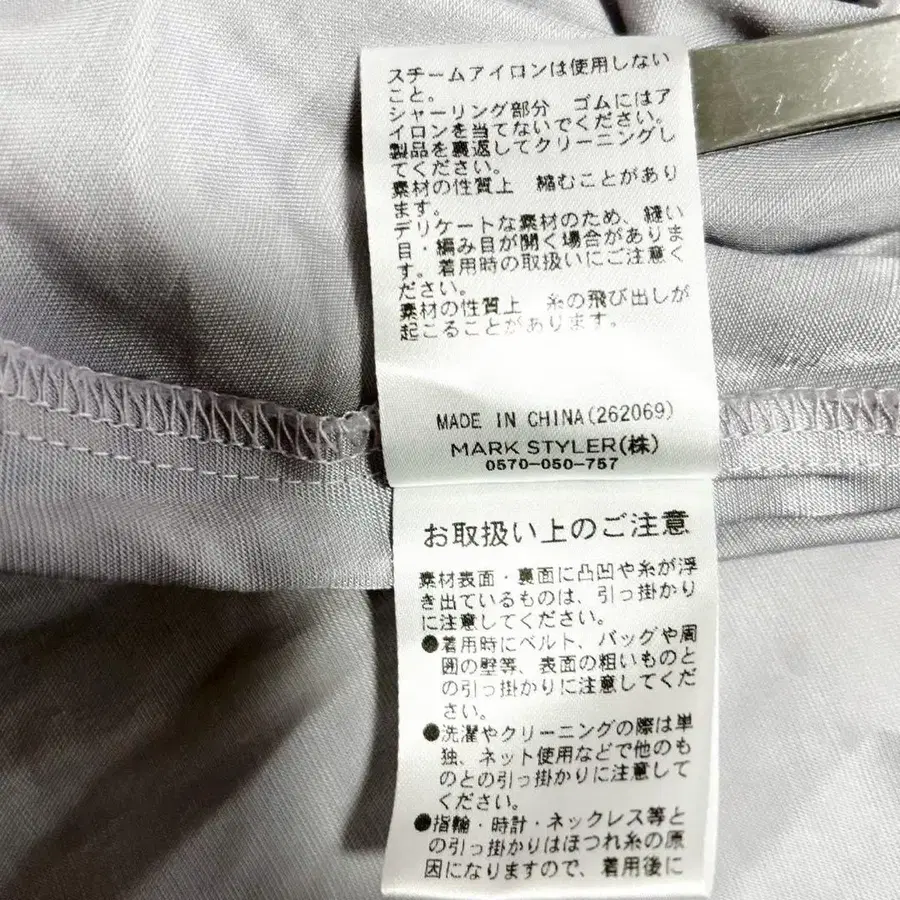 スチームアイロンは使用しない
こと。
シャーリング部分　ゴムにはア
イロンを当てないでください。
製品を裏返してクリーニングし
てください。
素材の性質上　縮むことがあり
ます。
デリケートな素材のため、縫い
目・編み目が開く場合がありま
す。着用時の取扱いにご注意く
ださい。
素材の性質上　糸の飛び出しが
起こることがあります。
MADE IN CHINA(262069)
MARK STYLER(株)
0570-050-757
お取扱い上のご注意
素材表面・裏面に凸凹や糸が浮
き出ているものは、引っ掛かり
に注意してください。
●着用時にベルト、バッグや周
囲の壁等、表面の粗いものと
の引っ掛かりに注意してくだ
さい。
●洗濯やクリーニングの際は単
独、ネット使用などで他のも
のとの引っ掛かりに注意して
ください。
●指輪・時計・ネックレス等と
の引っ掛かりはほつれ糸の原
因になりますので、着用後に